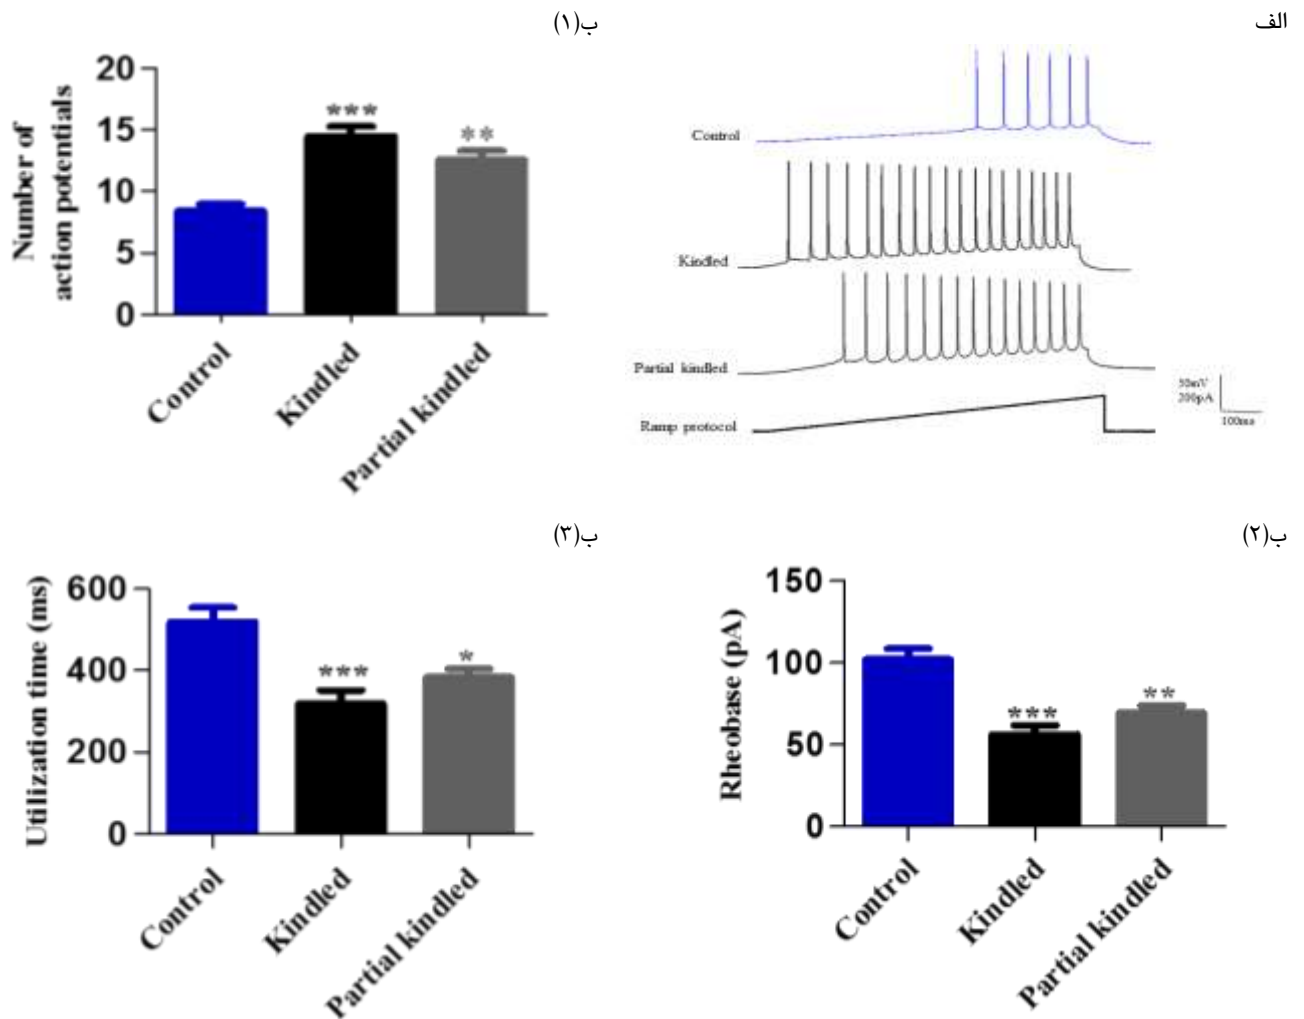 الف
Control
Kindled
Partial kindled
Ramp protocol
50mV
200pA
100ms
ب(۱)
Number of
action potentials
20
15
10
5
0
***
**
Control
Kindled
Partial kindled
ب(۲)
Rheobase (pA)
150
100
50
0
***
**
Control
Kindled
Partial kindled
ب(۳)
Utilization time (ms)
600
400
200
0
***
*
Control
Kindled
Partial kindled